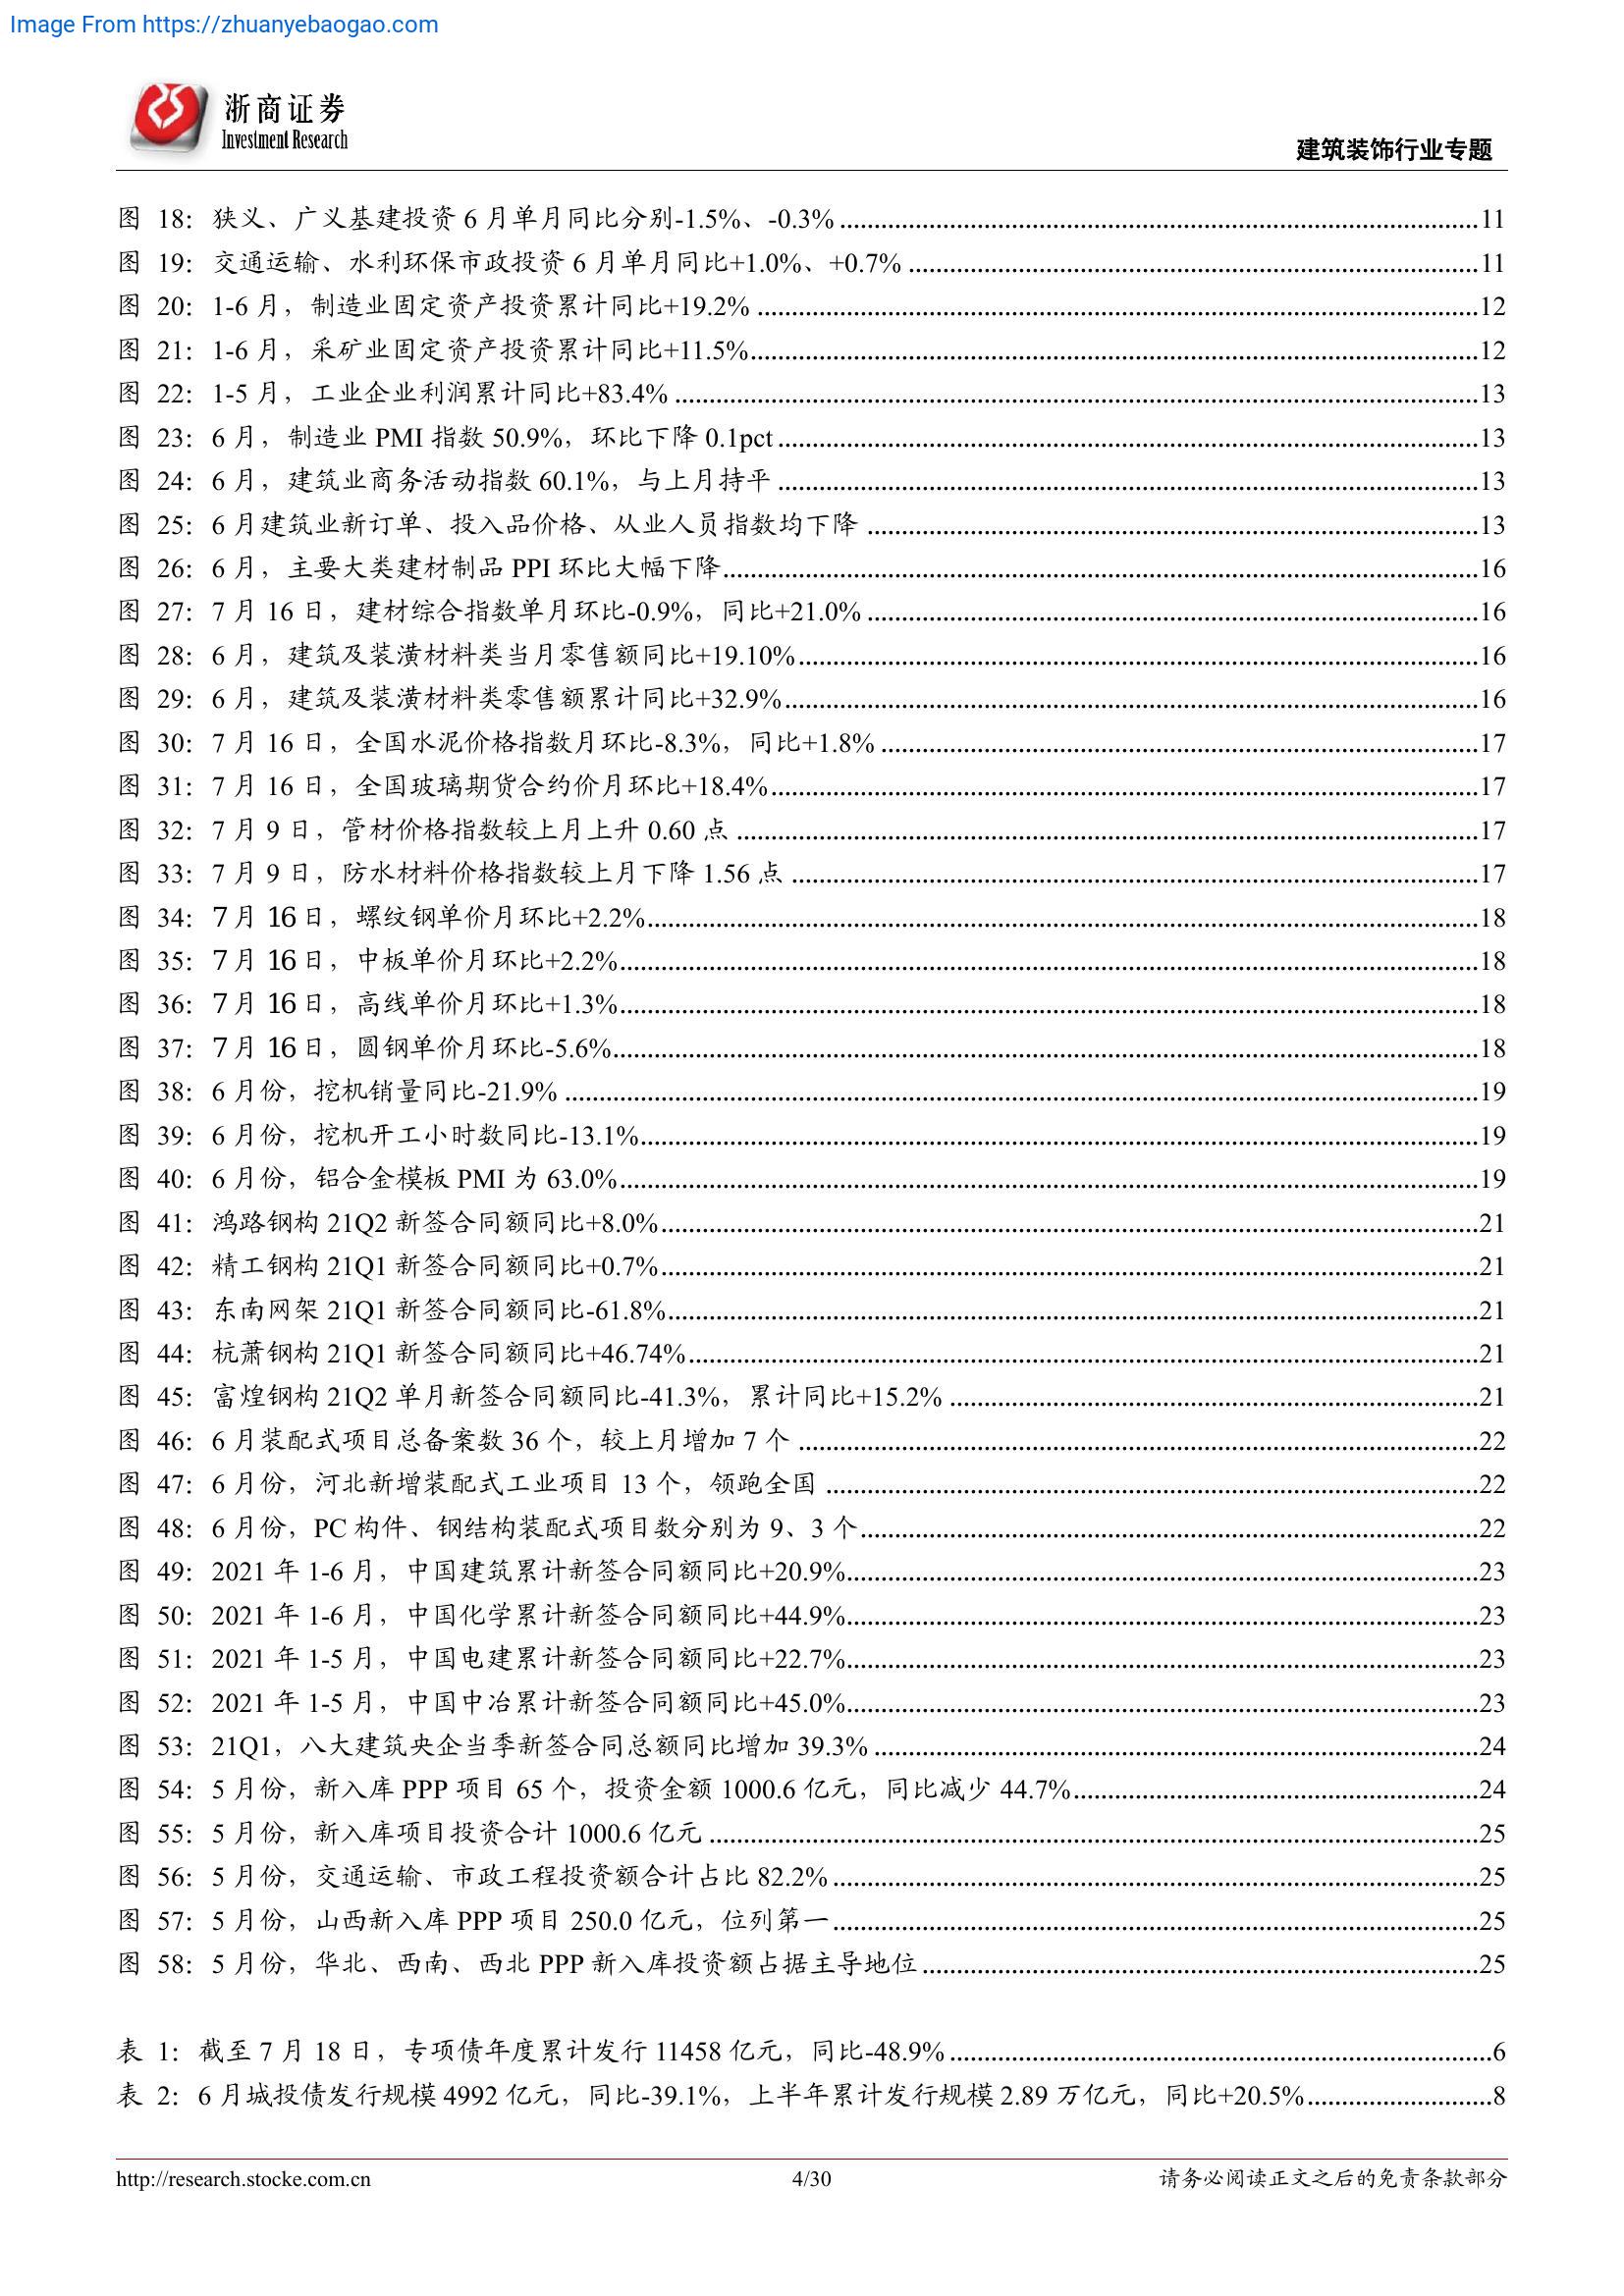 Image From https://zhuanyebaogao.com
浙商证券
Investment Research
建筑装饰行业专题
图 18：狭义、广义基建投资 6 月单月同比分别-1.5%、-0.3%....................11
图 19：交通运输、水利环保市政投资 6 月单月同比+1.0%、+0.7%....................11
图 20：1-6 月，制造业固定资产投资累计同比+19.2%....................12
图 21：1-6 月，采矿业固定资产投资累计同比+11.5%....................12
图 22：1-5 月，工业企业利润累计同比+83.4%....................13
图 23：6 月，制造业 PMI 指数 50.9%，环比下降 0.1pct....................13
图 24：6 月，建筑业商务活动指数 60.1%，与上月持平....................13
图 25：6 月建筑业新订单、投入品价格、从业人员指数均下降....................13
图 26：6 月，主要大类建材制品 PPI 环比大幅下降....................16
图 27：7 月 16 日，建材综合指数单月环比-0.9%，同比+21.0%....................16
图 28：6 月，建筑及装潢材料类当月零售额同比+19.10%....................16
图 29：6 月，建筑及装潢材料类零售额累计同比+32.9%....................16
图 30：7 月 16 日，全国水泥价格指数月环比-8.3%，同比+1.8%....................17
图 31：7 月 16 日，全国玻璃期货合约价月环比+18.4%....................17
图 32：7 月 9 日，管材价格指数较上月上升 0.60 点....................17
图 33：7 月 9 日，防水材料价格指数较上月下降 1.56 点....................17
图 34：7 月 16 日，螺纹钢单价月环比+2.2%....................18
图 35：7 月 16 日，中板单价月环比+2.2%....................18
图 36：7 月 16 日，高线单价月环比+1.3%....................18
图 37：7 月 16 日，圆钢单价月环比-5.6%....................18
图 38：6 月份，挖机销量同比-21.9%....................19
图 39：6 月份，挖机开工小时数同比-13.1%....................19
图 40：6 月份，铝合金模板 PMI 为 63.0%....................19
图 41：鸿路钢构 21Q2 新签合同额同比+8.0%....................21
图 42：精工钢构 21Q1 新签合同额同比+0.7%....................21
图 43：东南网架 21Q1 新签合同额同比-61.8%....................21
图 44：杭萧钢构 21Q1 新签合同额同比+46.74%....................21
图 45：富煌钢构 21Q2 单月新签合同额同比-41.3%，累计同比+15.2%....................21
图 46：6 月装配式项目总备案数 36 个，较上月增加 7 个....................22
图 47：6 月份，河北新增装配式工业项目 13 个，领跑全国....................22
图 48：6 月份，PC 构件、钢结构装配式项目数分别为 9、3 个....................22
图 49：2021 年 1-6 月，中国建筑累计新签合同额同比+20.9%....................23
图 50：2021 年 1-6 月，中国化学累计新签合同额同比+44.9%....................23
图 51：2021 年 1-5 月，中国电建累计新签合同额同比+22.7%....................23
图 52：2021 年 1-5 月，中国中冶累计新签合同额同比+45.0%....................23
图 53：21Q1，八大建筑央企当季新签合同总额同比增加 39.3%....................24
图 54：5 月份，新入库 PPP 项目 65 个，投资金额 1000.6 亿元，同比减少 44.7%....................24
图 55：5 月份，新入库项目投资合计 1000.6 亿元....................25
图 56：5 月份，交通运输、市政工程投资额合计占比 82.2%....................25
图 57：5 月份，山西新入库 PPP 项目 250.0 亿元，位列第一....................25
图 58：5 月份，华北、西南、西北 PPP 新入库投资额占据主导地位....................25
表 1：截至 7 月 18 日，专项债年度累计发行 11458 亿元，同比-48.9%....................6
表 2：6 月城投债发行规模 4992 亿元，同比-39.1%，上半年累计发行规模 2.89 万亿元，同比+20.5%....................8
http://research.stocke.com.cn
4/30
请务必阅读正文之后的免责条款部分